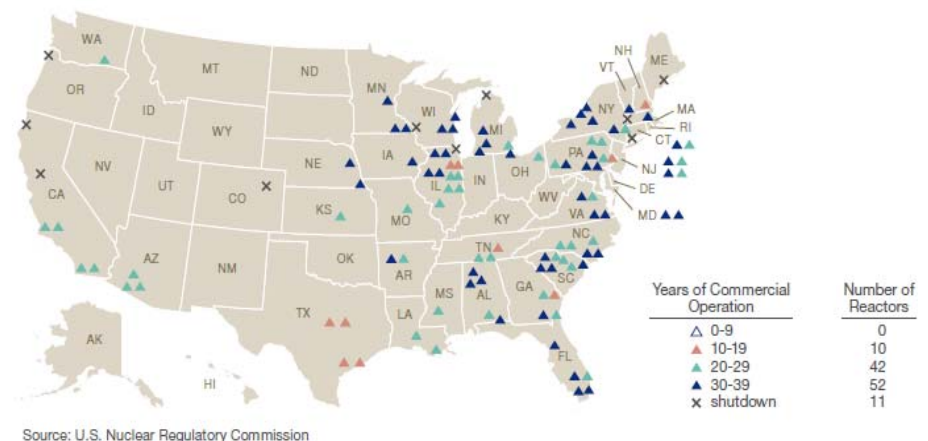 WA
MT
ND
OR
ID
WY
MN
WI
MI
NH
VT
ME
NY
MA
RI
CT
NV
UT
CO
NE
IA
IL
IN
OH
PA
NJ
DE
MD
CA
KS
MO
KY
WV
VA
AZ
NM
OK
AR
TN
NC
SC
TX
LA
MS
AL
GA
FL
AK
HI
Years of Commercial Operation Number of Reactors
0-9 0
10-19 10
20-29 42
30-39 52
shutdown 11
Source: U.S. Nuclear Regulatory Commission